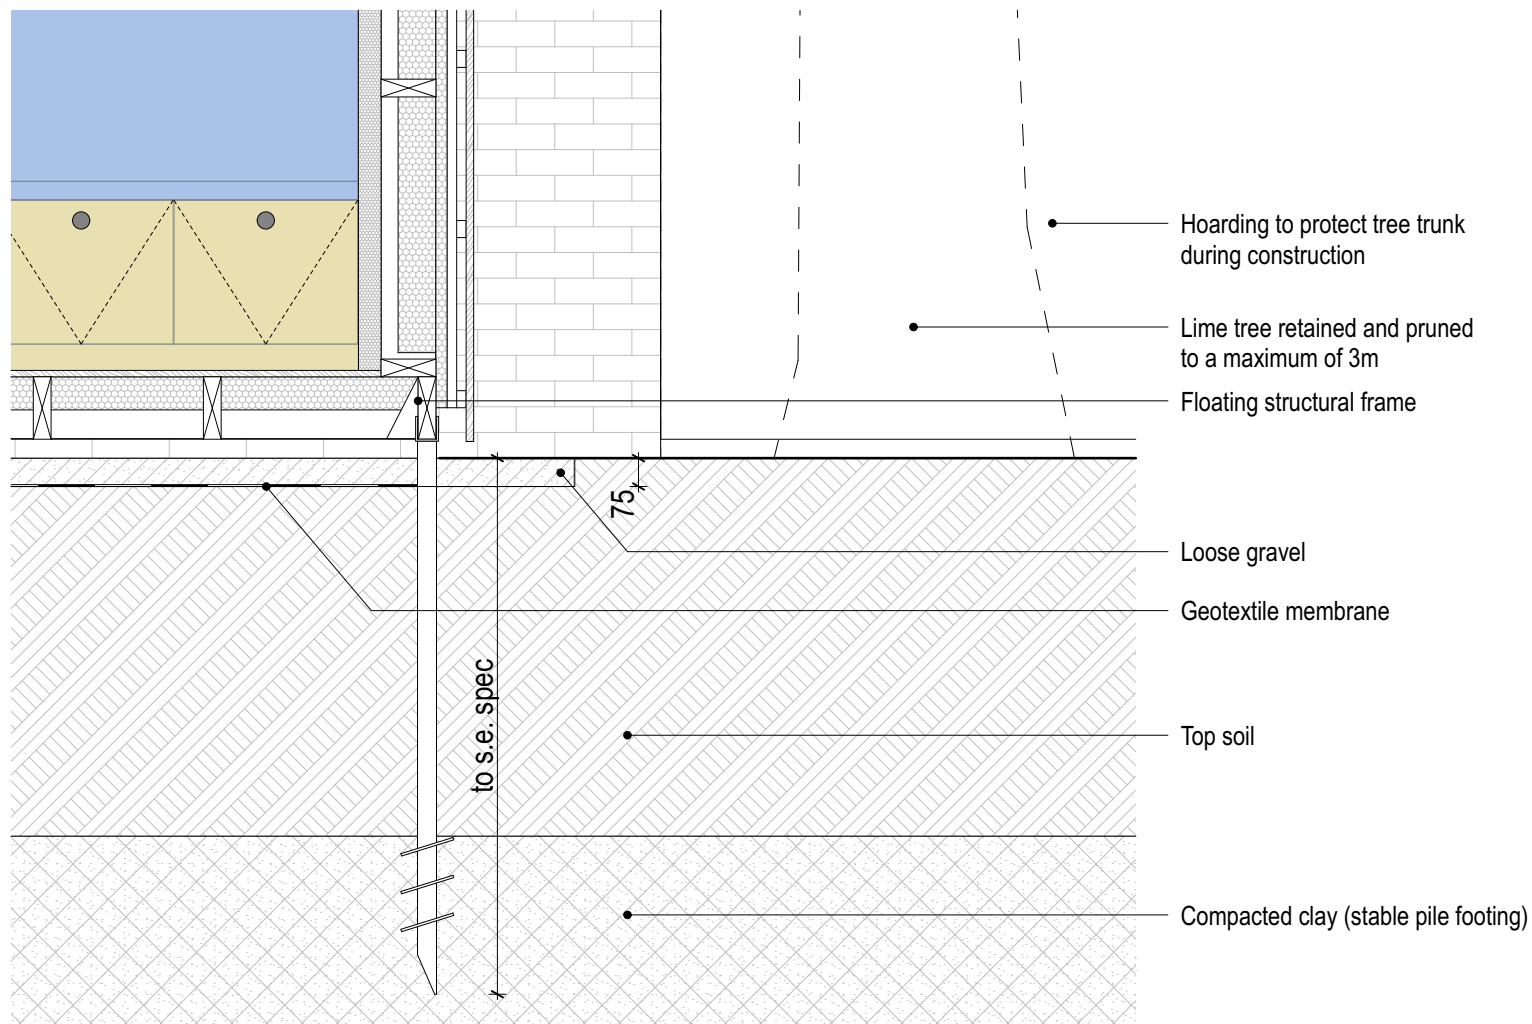 Hoarding to protect tree trunk
during construction
Lime tree retained and pruned
to a maximum of 3m
Floating structural frame
75
Loose gravel
Geotextile membrane
to s.e. spec
Top soil
Compacted clay (stable pile footing)